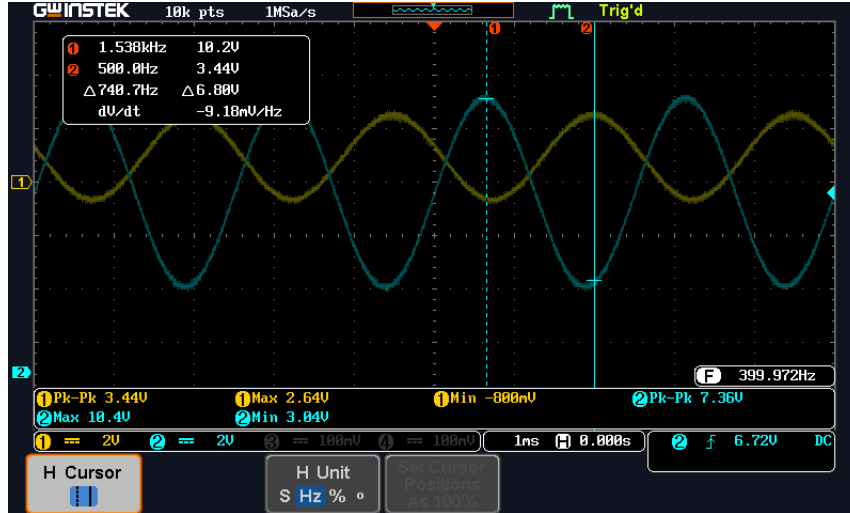 GWINSTEK 10k pts 1MSa/s Trig'd
1 1.538kHz 10.2V
2 500.0Hz 3.44V
△740.7Hz △6.80V
dV/dt -9.18mV/Hz
1 2
1
2
F 399.972Hz
1 Pk-Pk 3.44V 1 Max 2.64V 1 Min -800mV 2 Pk-Pk 7.36V
2 Max 10.4V 2 Min 3.04V
1 2V 2 2V 3 100mV 4 100mV 1ms H 0.000s 2 6.72V DC
H Cursor
H Unit
S Hz % °
Set Cursor
Positions
As 100%